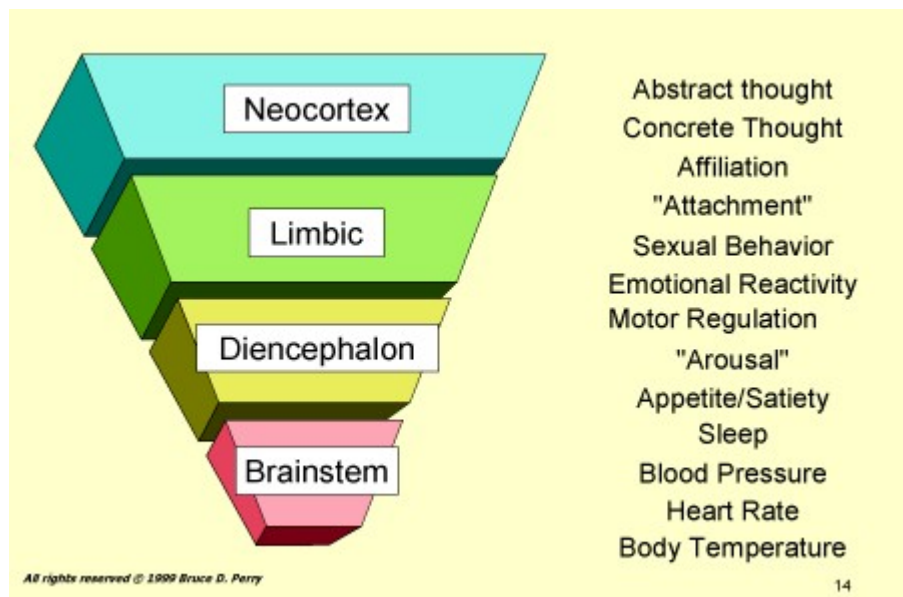 Neocortex
Limbic
Diencephalon
Brainstem
Abstract thought
Concrete Thought
Affiliation
"Attachment"
Sexual Behavior
Emotional Reactivity
Motor Regulation
"Arousal"
Appetite/Satiety
Sleep
Blood Pressure
Heart Rate
Body Temperature
All rights reserved © 1999 Bruce D. Perry
14